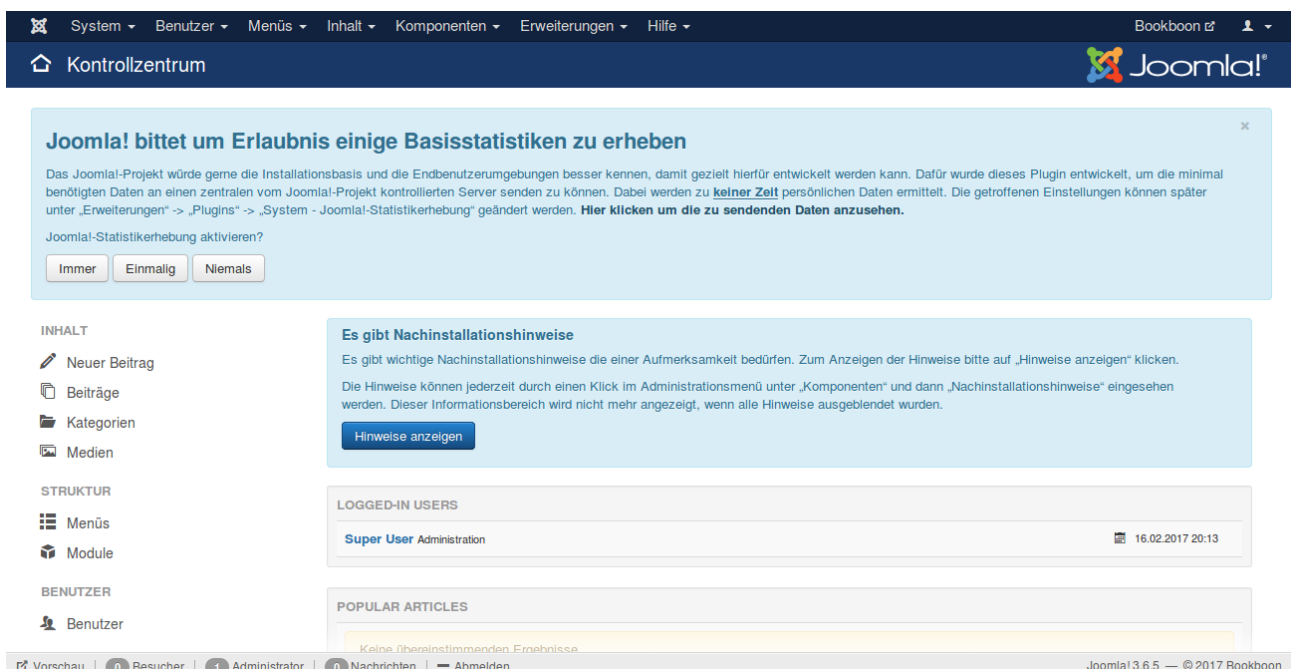 System Benutzer Menüs Inhalt Komponenten Erweiterungen Hilfe Bookboon
Kontrollzentrum
Joomla!®
Joomla! bittet um Erlaubnis einige Basisstatistiken zu erheben
×
Das Joomla!-Projekt würde gerne die Installationsbasis und die Endbenutzerumgebungen besser kennen, damit gezielt hierfür entwickelt werden kann. Dafür wurde dieses Plugin entwickelt, um die minimal
benötigten Daten an einen zentralen vom Joomla!-Projekt kontrollierten Server senden zu können. Dabei werden zu keiner Zeit persönlichen Daten ermittelt. Die getroffenen Einstellungen können später
unter „Erweiterungen“ -> „Plugins“ -> „System - Joomla!-Statistikerhebung“ geändert werden. Hier klicken um die zu sendenden Daten anzusehen.
Joomla!-Statistikerhebung aktivieren?
Immer Einmalig Niemals
INHALT
Neuer Beitrag
Beiträge
Kategorien
Medien
STRUKTUR
Menüs
Module
BENUTZER
Benutzer
Es gibt Nachinstallationshinweise
Es gibt wichtige Nachinstallationshinweise die einer Aufmerksamkeit bedürfen. Zum Anzeigen der Hinweise bitte auf „Hinweise anzeigen“ klicken.
Die Hinweise können jederzeit durch einen Klick im Administrationsmenü unter „Komponenten“ und dann „Nachinstallationshinweise“ eingesehen
werden. Dieser Informationsbereich wird nicht mehr angezeigt, wenn alle Hinweise ausgeblendet wurden.
Hinweise anzeigen
LOGGED-IN USERS
Super User Administration 16.02.2017 20:13
POPULAR ARTICLES
Keine übereinstimmenden Ergebnisse
Vorschau | 0 Besucher | 1 Administrator | 0 Nachrichten | Abmelden Joomla! 3.6.5 — © 2017 Bookboon